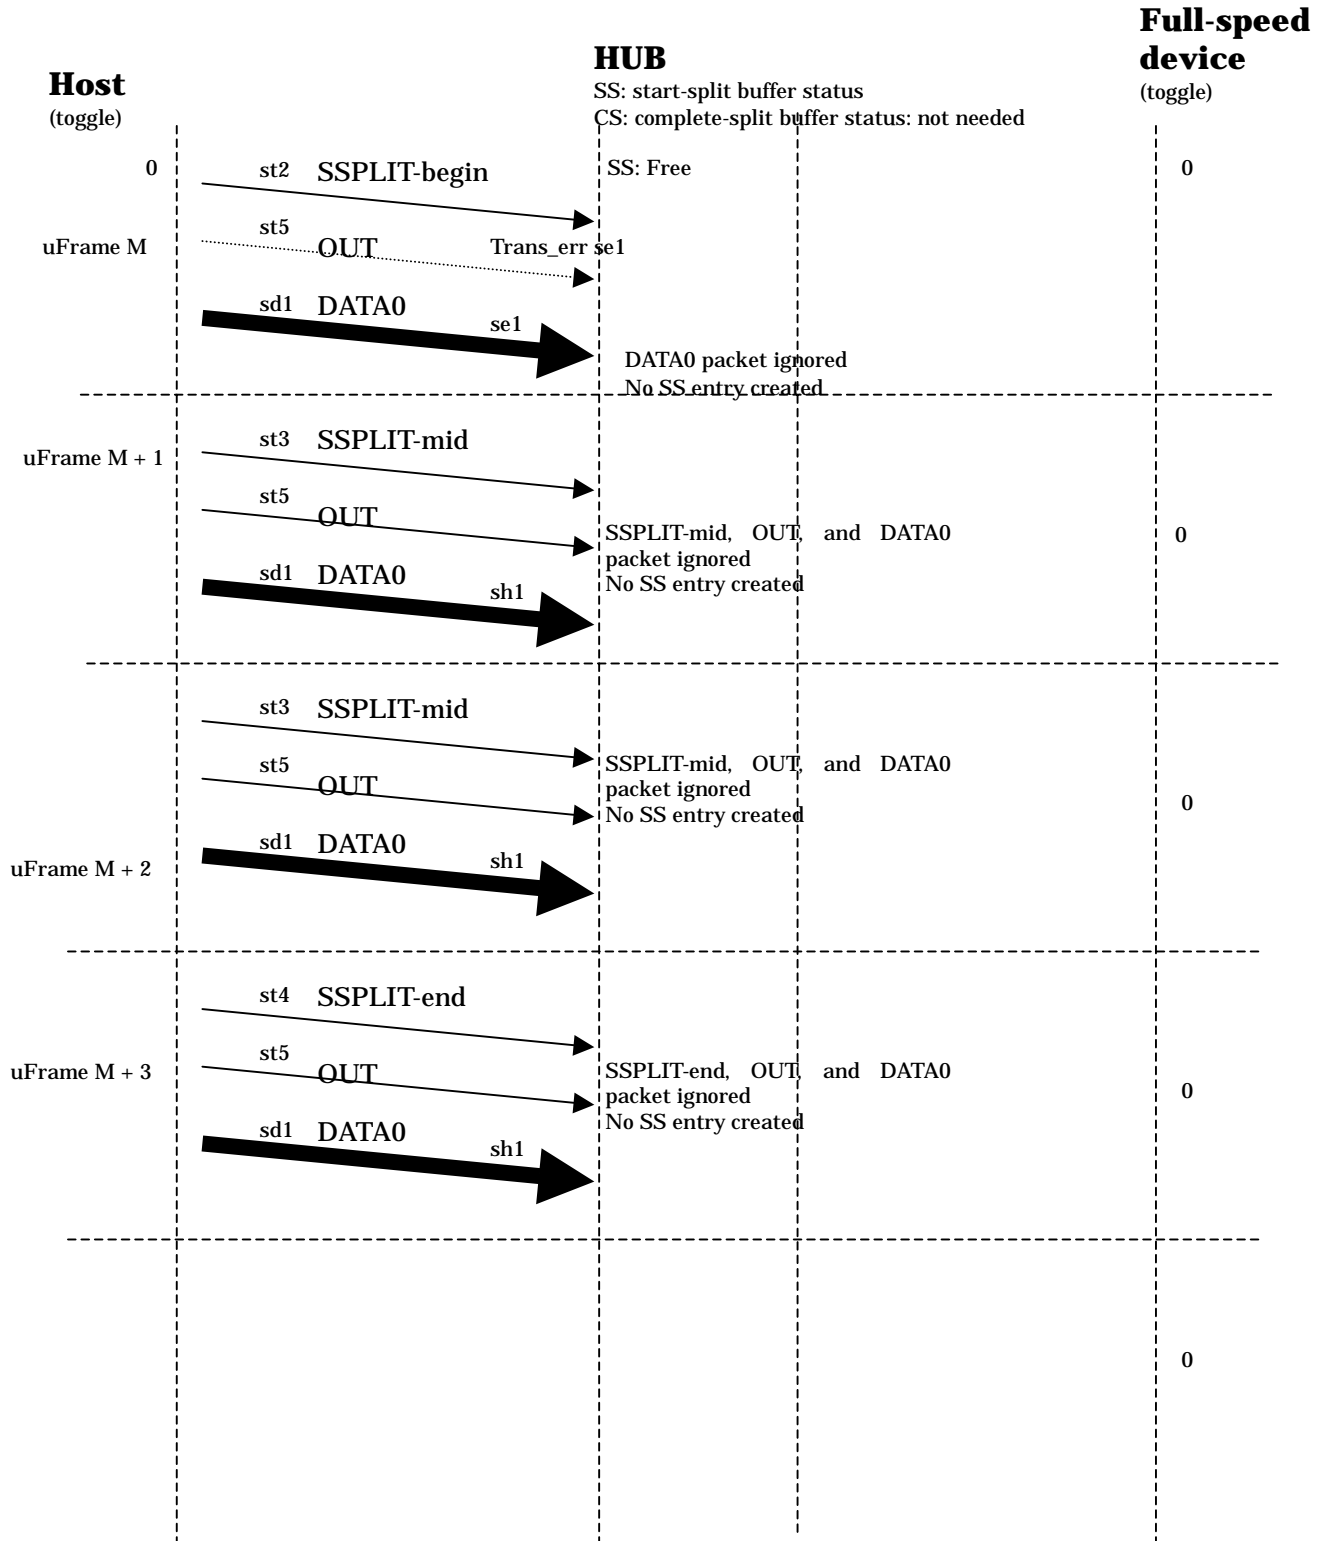 Full-speed
device
(toggle)
HUB
SS: start-split buffer status
CS: complete-split buffer status: not needed
Host
(toggle)
0
st2 SSPLIT-begin
SS: Free
0
uFrame M
st5
OUT
Trans_err se1
sd1 DATA0
se1
DATA0 packet ignored
No SS entry created
uFrame M + 1
st3 SSPLIT-mid
st5
OUT
SSPLIT-mid, OUT, and DATA0
packet ignored
No SS entry created
0
sd1 DATA0
sh1
st3 SSPLIT-mid
st5
OUT
SSPLIT-mid, OUT, and DATA0
packet ignored
No SS entry created
0
sd1 DATA0
sh1
uFrame M + 2
st4 SSPLIT-end
st5
OUT
uFrame M + 3
SSPLIT-end, OUT, and DATA0
packet ignored
No SS entry created
0
sd1 DATA0
sh1
0